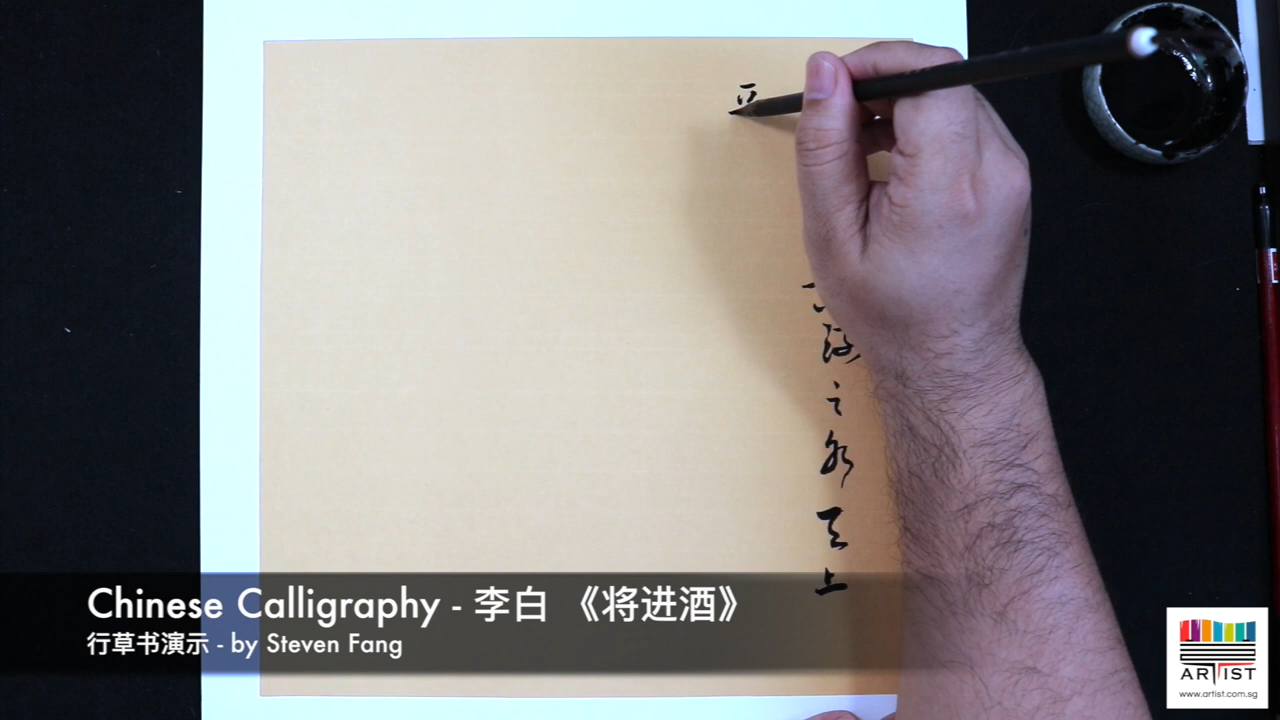 河之水天上
Chinese Calligraphy - 李白 《将进酒》
行草书演示 - by Steven Fang
ARTIST
www.artist.com.sg